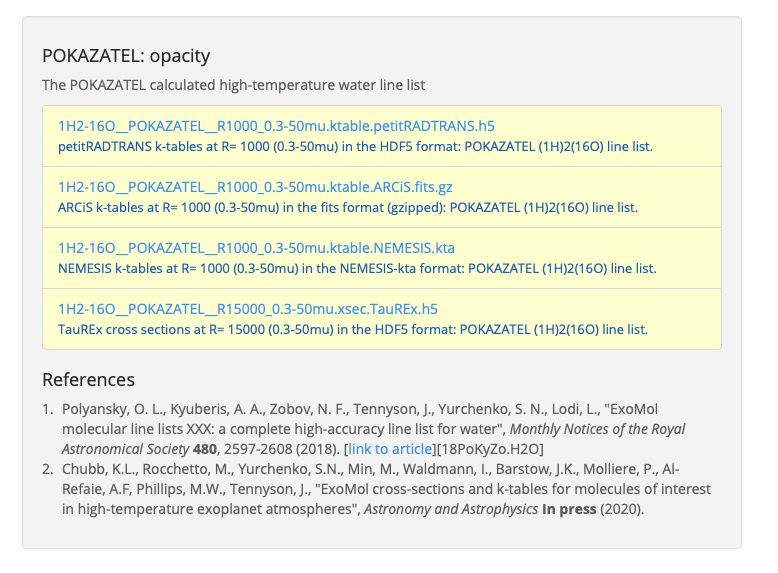 POKAZATEL: opacity
The POKAZATEL calculated high-temperature water line list
1H2-16O__POKAZATEL__R1000_0.3-50mu.ktable.petitRADTRANS.h5
petitRADTRANS k-tables at R= 1000 (0.3-50mu) in the HDF5 format: POKAZATEL (1H)2(16O) line list.
1H2-16O__POKAZATEL__R1000_0.3-50mu.ktable.ARCiS.fits.gz
ARCiS k-tables at R= 1000 (0.3-50mu) in the fits format (gzipped): POKAZATEL (1H)2(16O) line list.
1H2-16O__POKAZATEL__R1000_0.3-50mu.ktable.NEMESIS.kta
NEMESIS k-tables at R= 1000 (0.3-50mu) in the NEMESIS-kta format: POKAZATEL (1H)2(16O) line list.
1H2-16O__POKAZATEL__R15000_0.3-50mu.xsec.TauREx.h5
TauREx cross sections at R= 15000 (0.3-50mu) in the HDF5 format: POKAZATEL (1H)2(16O) line list.
References
1. Polyansky, O. L., Kyuberis, A. A., Zobov, N. F., Tennyson, J., Yurchenko, S. N., Lodi, L., "ExoMol
molecular line lists XXX: a complete high-accuracy line list for water", Monthly Notices of the Royal
Astronomical Society 480, 2597-2608 (2018). [link to article][18PoKyZo.H2O]
2. Chubb, K.L., Rocchetto, M., Yurchenko, S.N., Min, M., Waldmann, I., Barstow, J.K., Molliere, P., Al-
Refaie, A.F, Phillips, M.W., Tennyson, J., "ExoMol cross-sections and k-tables for molecules of interest
in high-temperature exoplanet atmospheres", Astronomy and Astrophysics In press (2020).